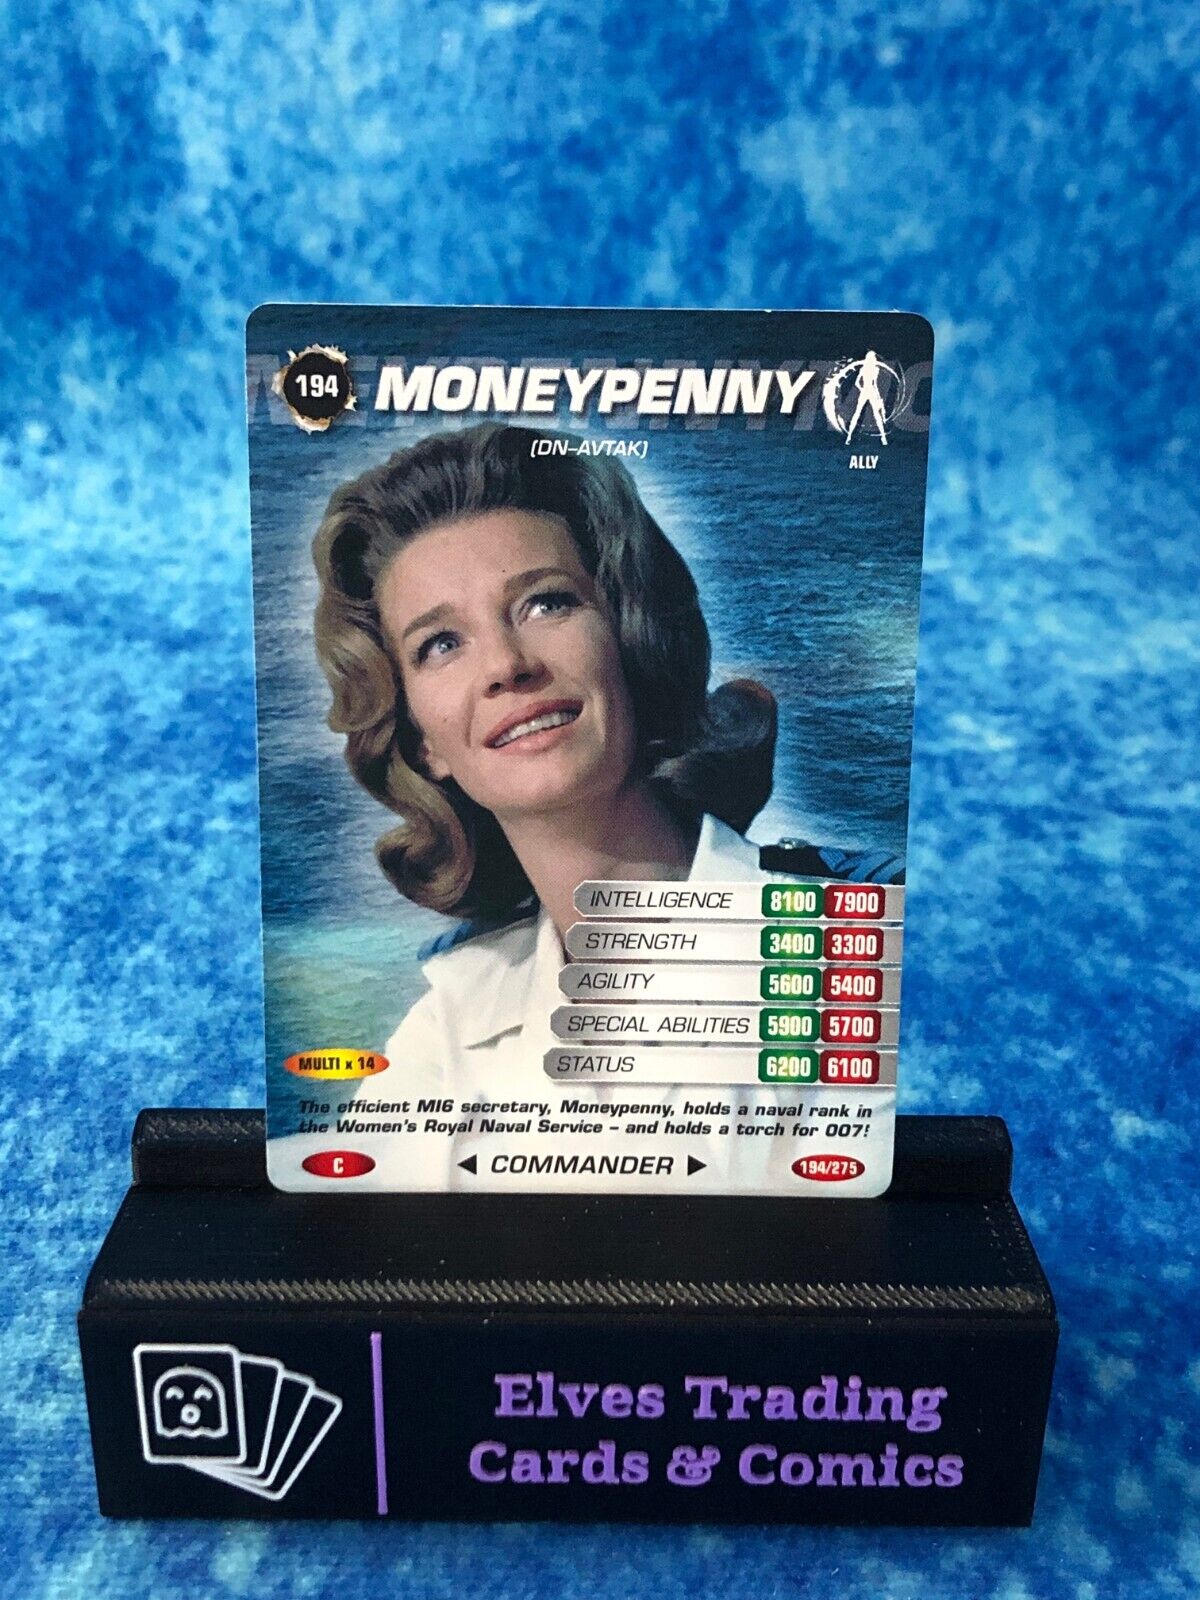 194 MONEYPENNY
(DN–AVTAK)
ALLY
INTELLIGENCE 8100 7900
STRENGTH 3400 3300
AGILITY 5600 5400
SPECIAL ABILITIES 5900 5700
STATUS 6200 6100
MULTI x 14
The efficient MI6 secretary, Moneypenny, holds a naval rank in
the Women's Royal Naval Service – and holds a torch for 007!
C ◄ COMMANDER ► 194/275
Elves Trading
Cards & Comics